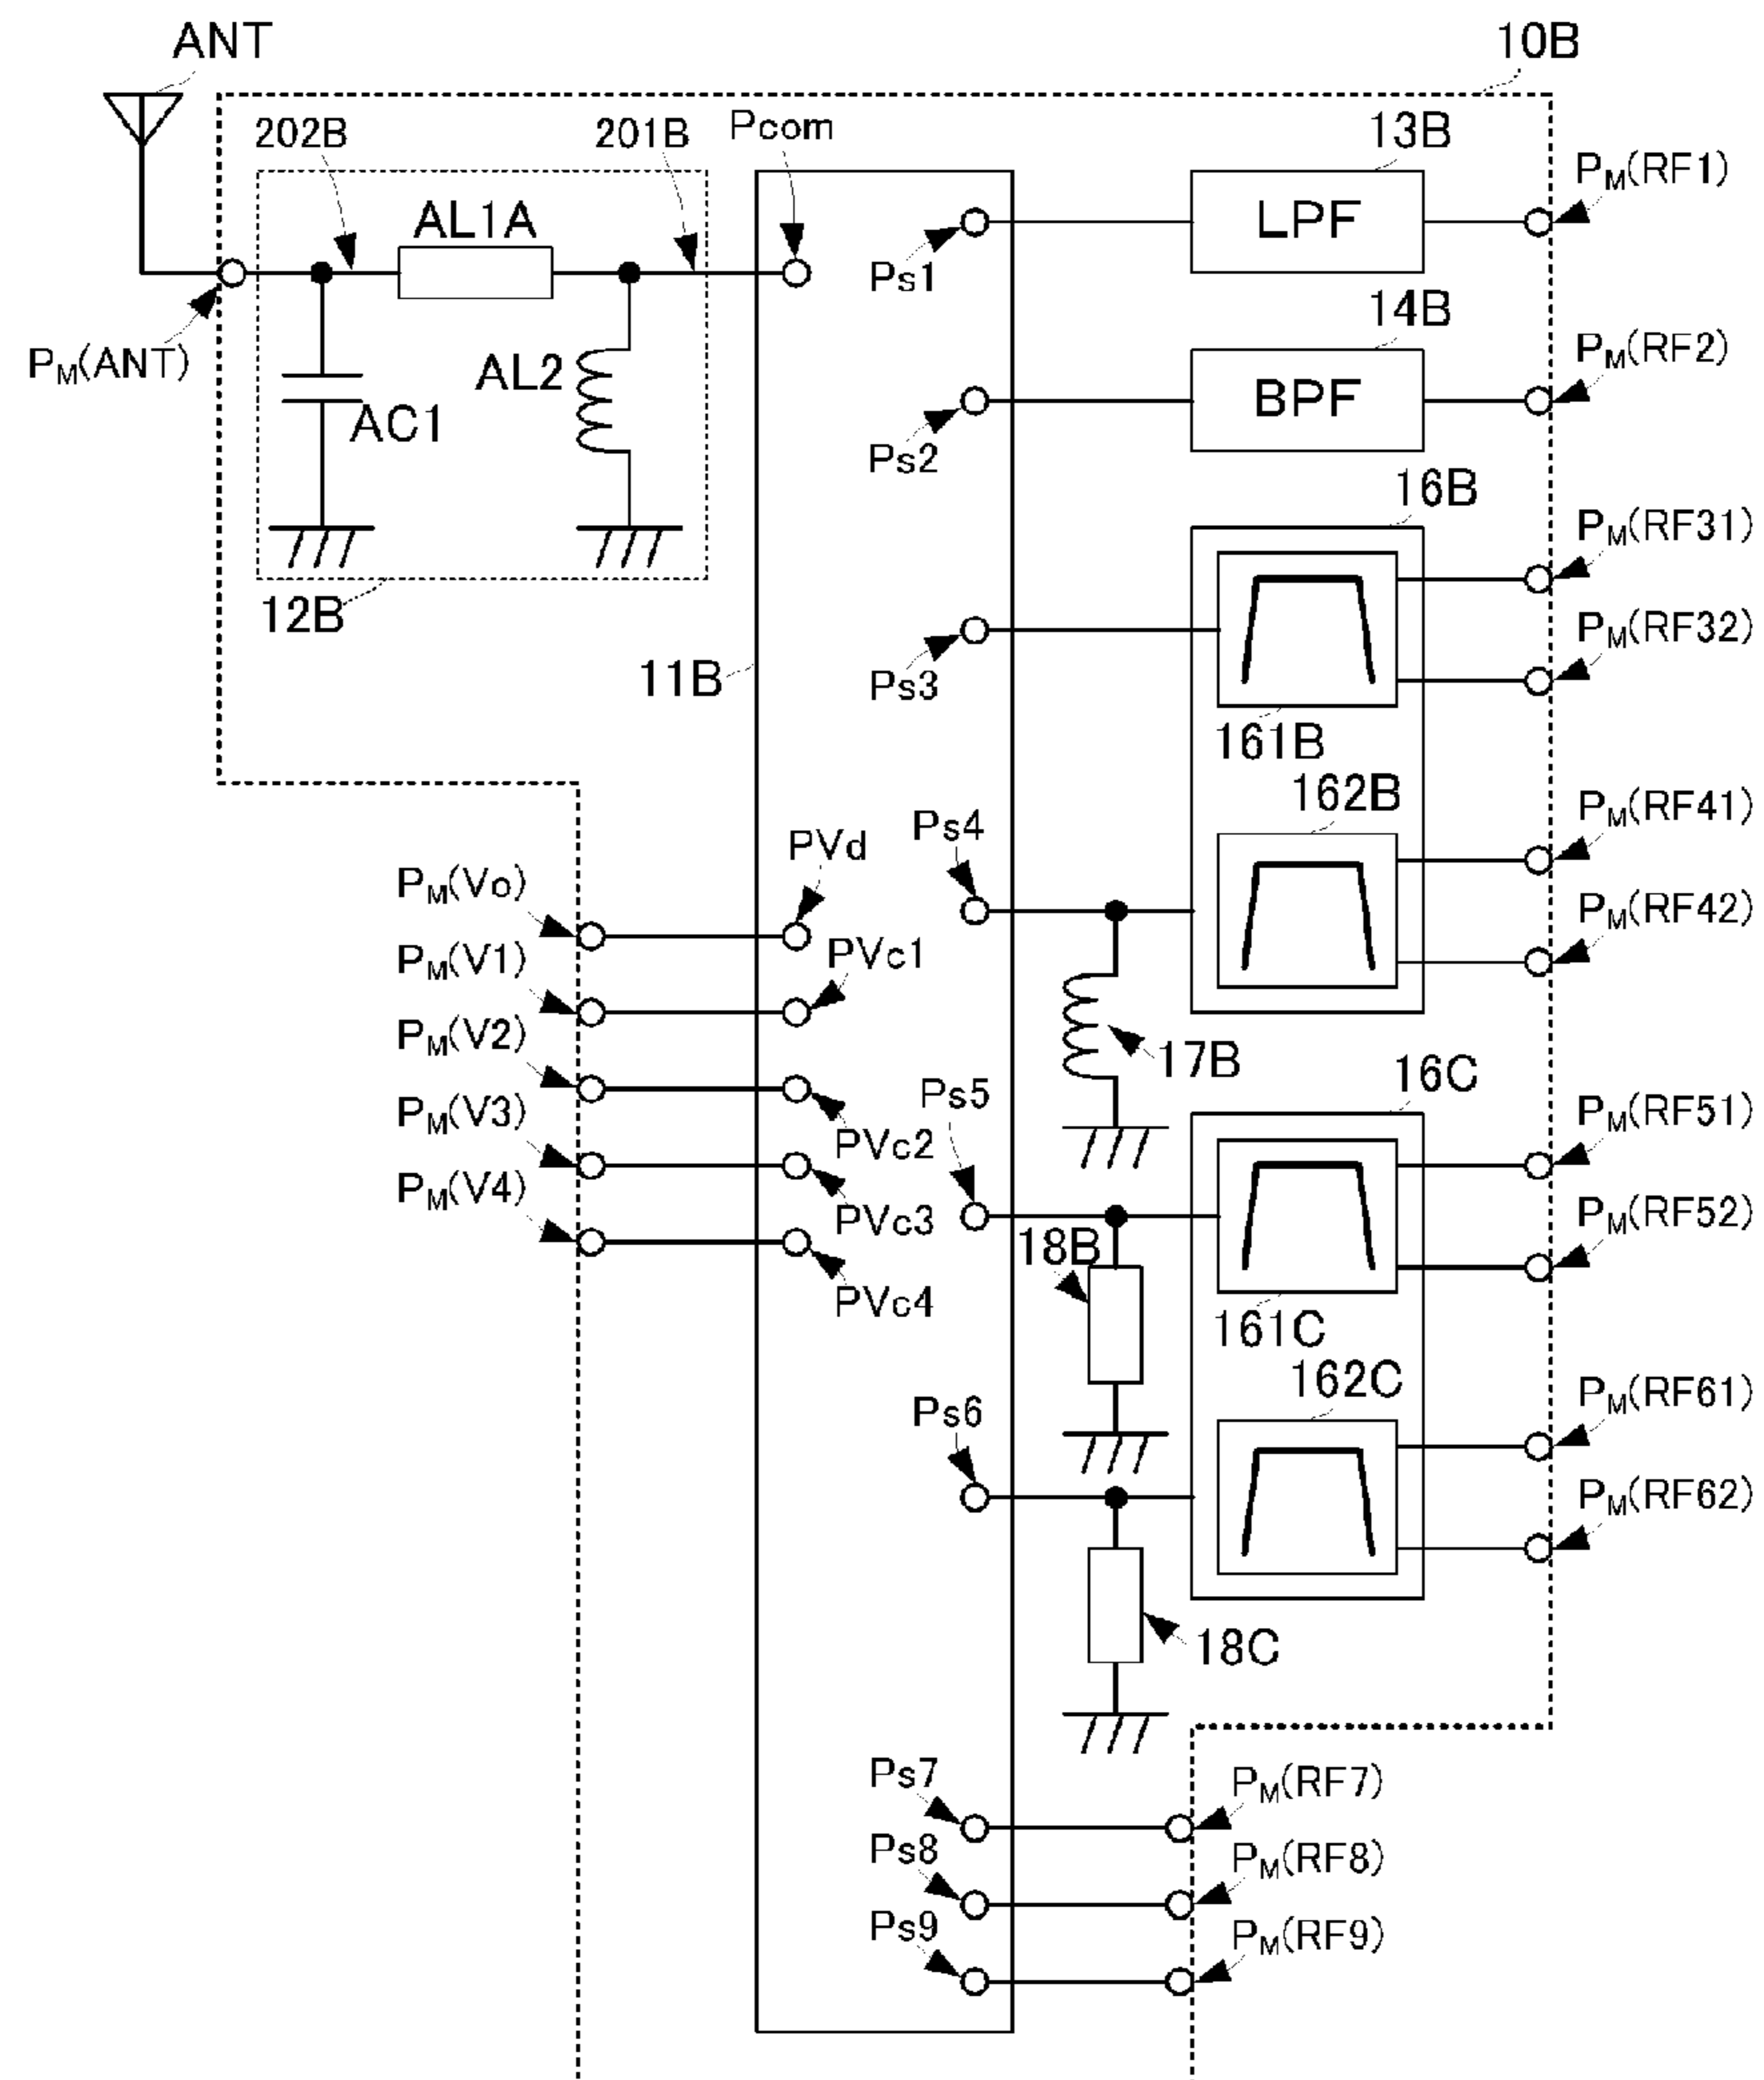 ANT
10B
202B
201B
Pcom
13B
PM(RF1)
AL1A
LPF
Ps1
14B
PM(RF2)
PM(ANT)
AL2
BPF
AC1
Ps2
16B
PM(RF31)
12B
PM(RF32)
11B
Ps3
161B
162B
PM(RF41)
Ps4
PVd
PM(Vo)
PM(RF42)
PM(V1)
PVc1
PM(V2)
17B
16C
Ps5
PM(V3)
PVc2
PM(RF51)
PM(V4)
PVc3
PM(RF52)
18B
PVc4
161C
162C
PM(RF61)
Ps6
PM(RF62)
18C
Ps7
PM(RF7)
Ps8
PM(RF8)
Ps9
PM(RF9)